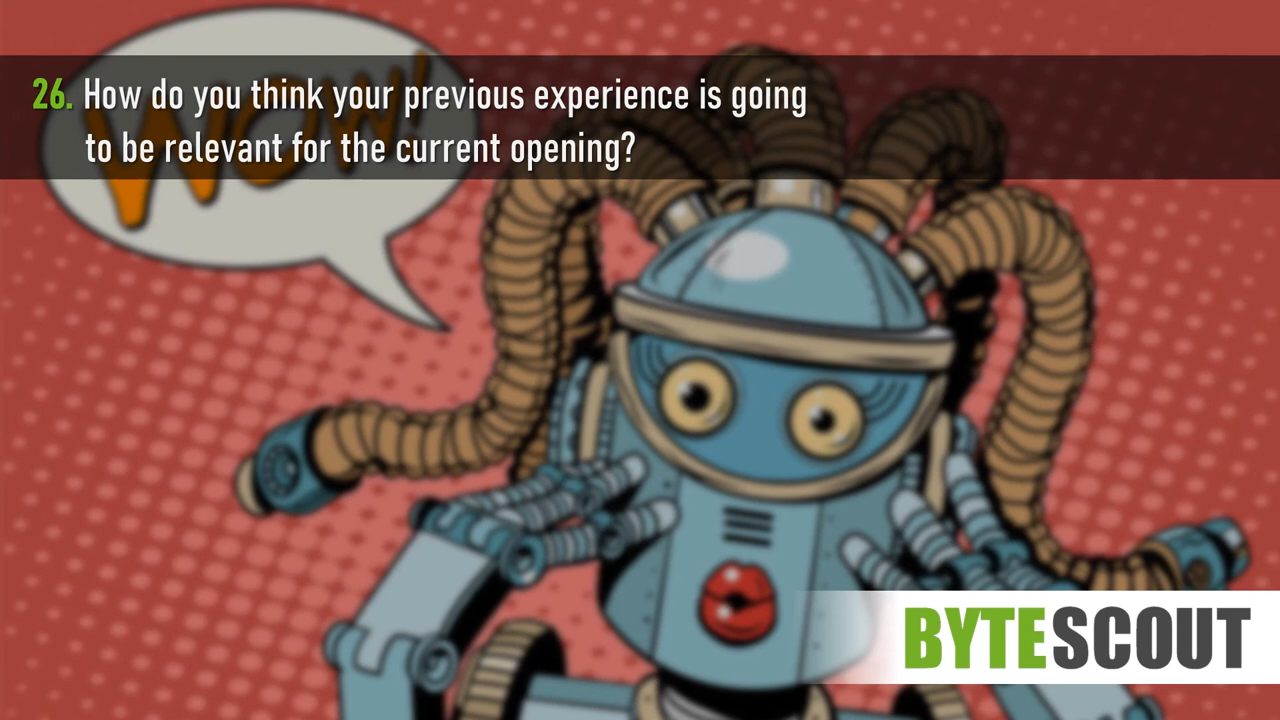 WOW!
26. How do you think your previous experience is going
to be relevant for the current opening?
BYTESCOUT